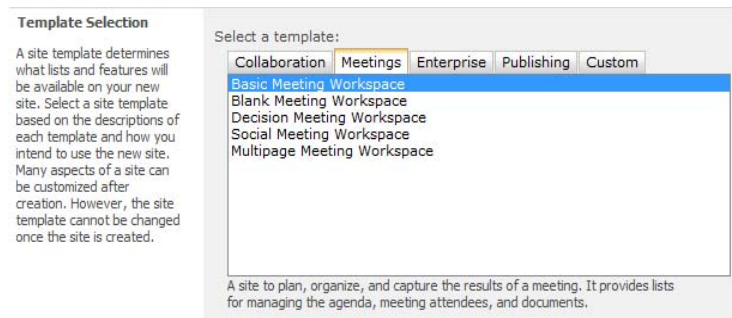 Template Selection
A site template determines
what lists and features will
be available on your new
site. Select a site template
based on the descriptions of
each template and how you
intend to use the new site.
Many aspects of a site can
be customized after
creation. However, the site
template cannot be changed
once the site is created.
Select a template:
Collaboration Meetings Enterprise Publishing Custom
Basic Meeting Workspace
Blank Meeting Workspace
Decision Meeting Workspace
Social Meeting Workspace
Multipage Meeting Workspace
A site to plan, organize, and capture the results of a meeting. It provides lists
for managing the agenda, meeting attendees, and documents.